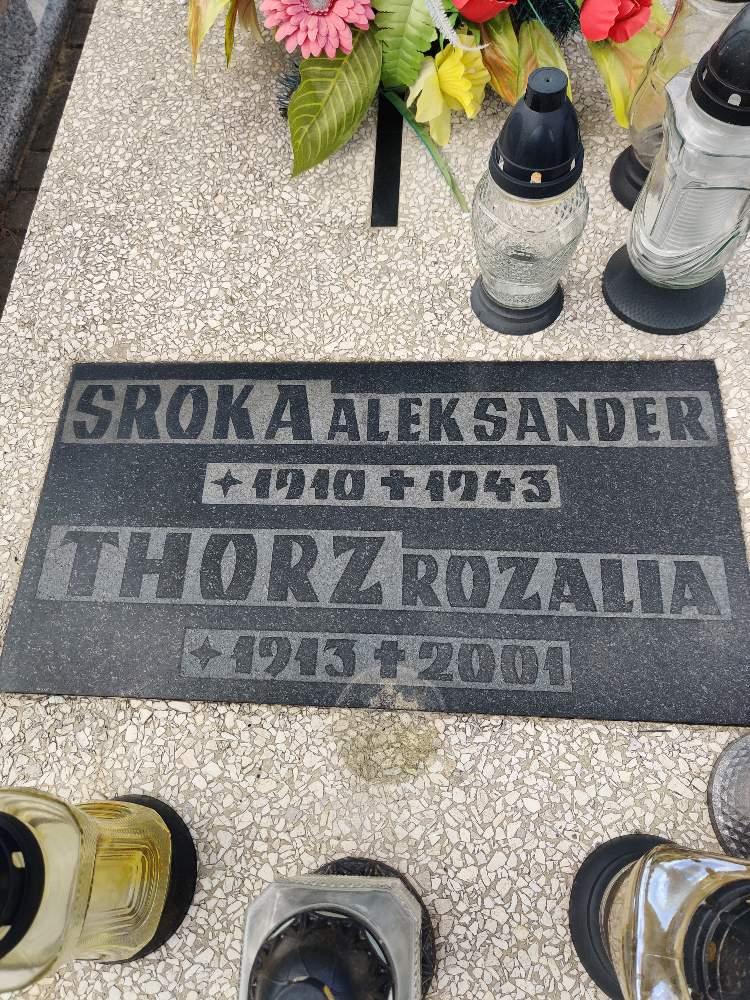 SROKA ALEKSANDER
✦ 1910 ✝ 1943
THORZ ROZALIA
✦ 1913 ✝ 2001